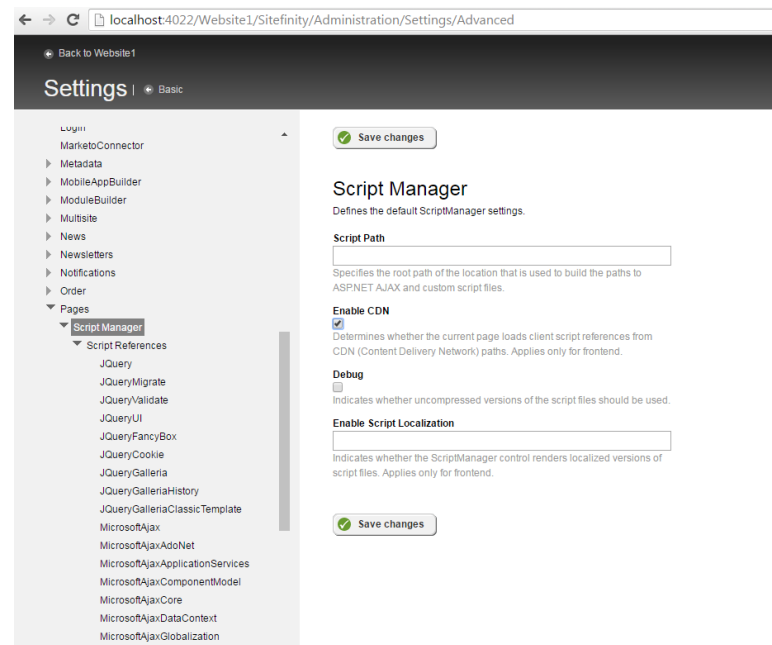 localhost:4022/Website1/Sitefinity/Administration/Settings/Advanced
Back to Website1
Settings | Basic
Login
MarketoConnector
Metadata
MobileAppBuilder
ModuleBuilder
Multisite
News
Newsletters
Notifications
Order
Pages
Script Manager
Script References
JQuery
JQueryMigrate
JQueryValidate
JQueryUI
JQueryFancyBox
JQueryCookie
JQueryGalleria
JQueryGalleriaHistory
JQueryGalleriaClassicTemplate
MicrosoftAjax
MicrosoftAjaxAdoNet
MicrosoftAjaxApplicationServices
MicrosoftAjaxComponentModel
MicrosoftAjaxCore
MicrosoftAjaxDataContext
MicrosoftAjaxGlobalization
Save changes
Script Manager
Defines the default ScriptManager settings.
Script Path
Specifies the root path of the location that is used to build the paths to
ASP.NET AJAX and custom script files.
Enable CDN
Determines whether the current page loads client script references from
CDN (Content Delivery Network) paths. Applies only for frontend.
Debug
Indicates whether uncompressed versions of the script files should be used.
Enable Script Localization
Indicates whether the ScriptManager control renders localized versions of
script files. Applies only for frontend.
Save changes